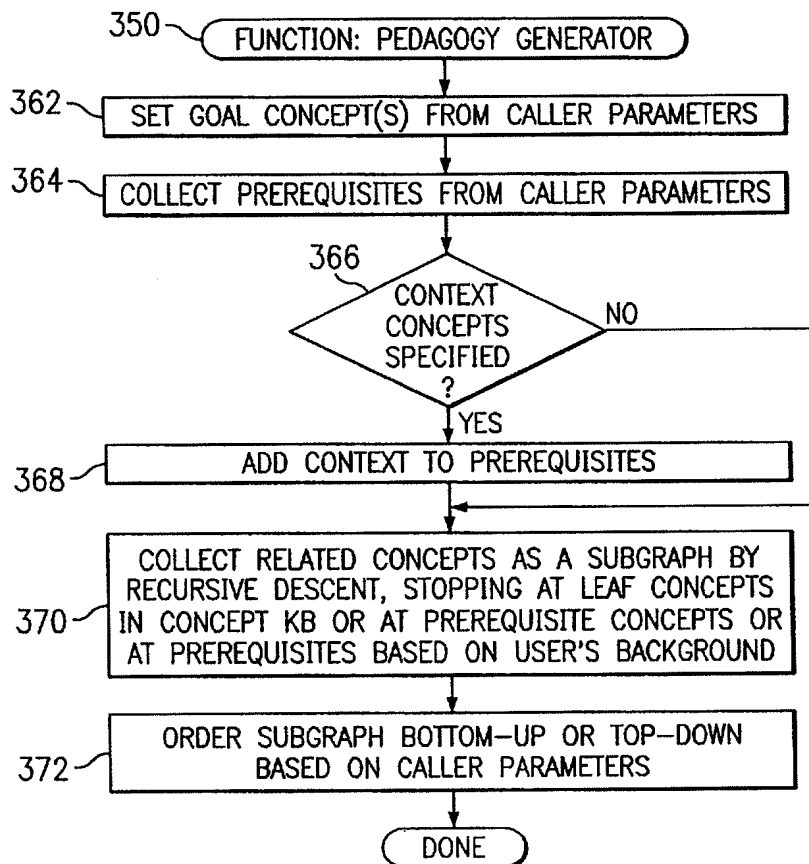 350
FUNCTION: PEDAGOGY GENERATOR
362
SET GOAL CONCEPT(S) FROM CALLER PARAMETERS
364
COLLECT PREREQUISITES FROM CALLER PARAMETERS
366
CONTEXT
CONCEPTS
SPECIFIED
?
NO
YES
368
ADD CONTEXT TO PREREQUISITES
370
COLLECT RELATED CONCEPTS AS A SUBGRAPH BY
RECURSIVE DESCENT, STOPPING AT LEAF CONCEPTS
IN CONCEPT KB OR AT PREREQUISITE CONCEPTS OR
AT PREREQUISITES BASED ON USER'S BACKGROUND
372
ORDER SUBGRAPH BOTTOM-UP OR TOP-DOWN
BASED ON CALLER PARAMETERS
DONE